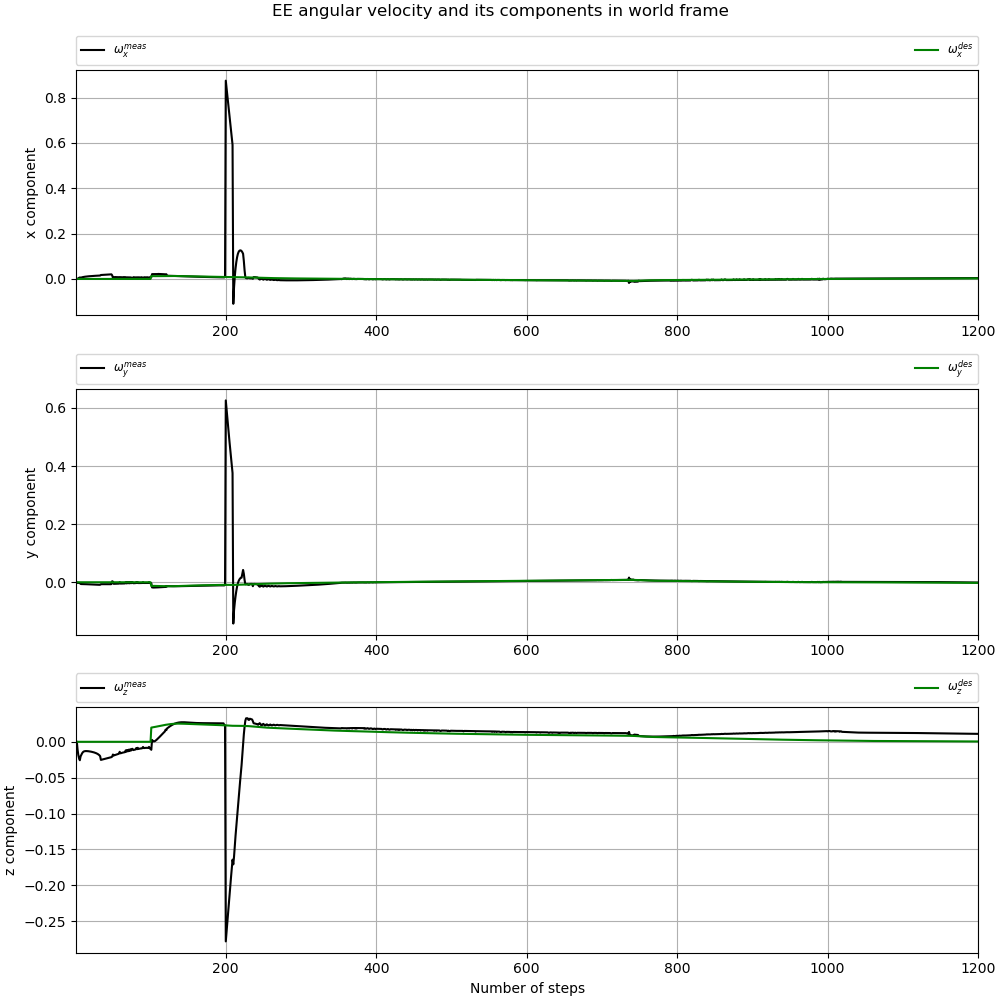 EE angular velocity and its components in world frame
ω_x^meas ω_x^des
0.8
0.6
0.4
0.2
0.0
x component
200 400 600 800 1000 1200
ω_y^meas ω_y^des
0.6
0.4
0.2
0.0
y component
200 400 600 800 1000 1200
ω_z^meas ω_z^des
0.00
−0.05
−0.10
−0.15
−0.20
−0.25
z component
200 400 600 800 1000 1200
Number of steps